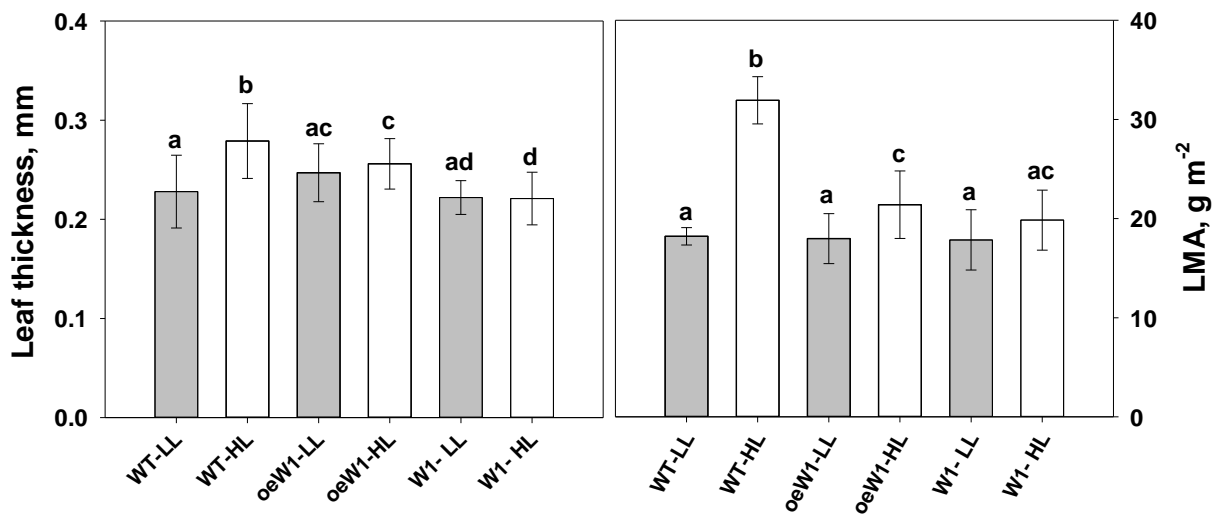 Leaf thickness, mm
0.4
0.3
0.2
0.1
0.0
a
b
ac
c
ad
d
WT-LL
WT-HL
oeW1-LL
oeW1-HL
W1- LL
W1- HL
a
b
a
c
a
ac
WT-LL
WT-HL
oeW1-LL
oeW1-HL
W1- LL
W1- HL
40
30
20
10
0
LMA, g m⁻²